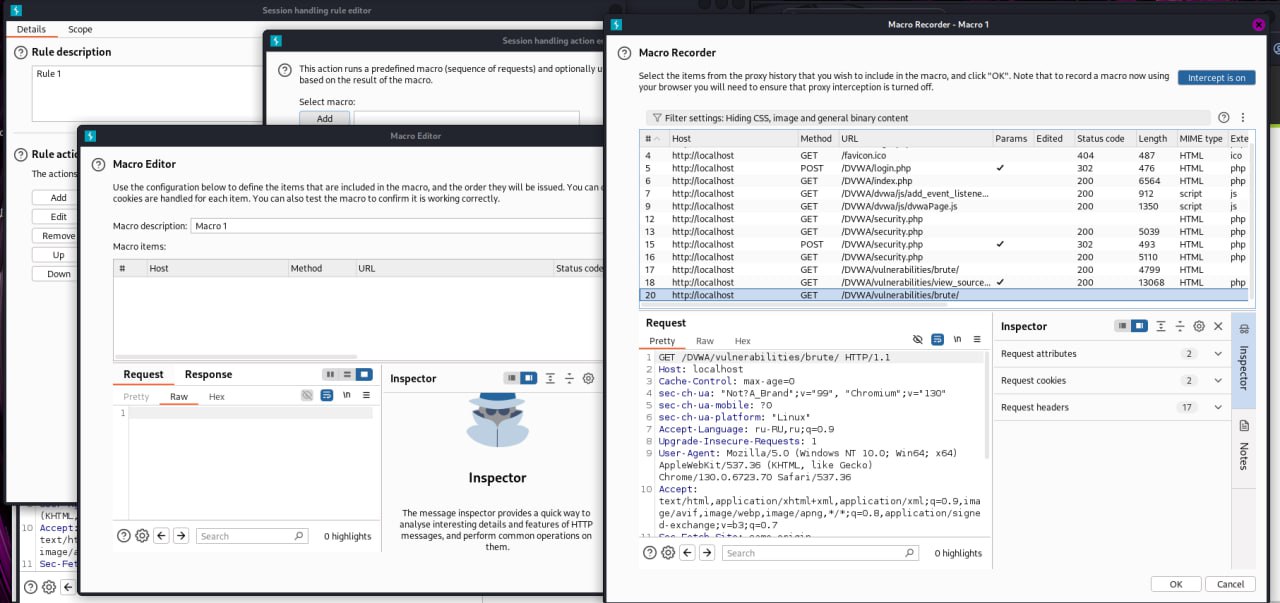 Session handling rule editor
Details Scope
Rule description
Rule 1
Rule actio
The actions
Add
Edit
Remove
Up
Down
10 Accept:
text/ht
image/a
11 Sec-Fet
Session handling action e
This action runs a predefined macro (sequence of requests) and optionally u
based on the result of the macro.
Select macro:
Add
Macro Editor
Macro Editor
Use the configuration below to define the items that are included in the macro, and the order they will be issued. You can c
cookies are handled for each item. You can also test the macro to confirm it is working correctly.
Macro description: Macro 1
Macro items:
# Host Method URL Status code
Request Response
Pretty Raw Hex
\n
1
Search
0 highlights
Inspector
Inspector
The message inspector provides a quick way to
analyse interesting details and features of HTTP
messages, and perform common operations on
them.
Macro Recorder - Macro 1
Macro Recorder
Select the items from the proxy history that you wish to include in the macro, and click "OK". Note that to record a macro now using
your browser you will need to ensure that proxy interception is turned off.
Intercept is on
Filter settings: Hiding CSS, image and general binary content
# Host Method URL Params Edited Status code Length MIME type Exte
4 http://localhost GET /favicon.ico 404 487 HTML ico
5 http://localhost POST /DVWA/login.php ✓ 302 476 HTML php
6 http://localhost GET /DVWA/index.php 200 6564 HTML php
7 http://localhost GET /DVWA/dvwa/js/add_event_listene... 200 912 script js
9 http://localhost GET /DVWA/dvwa/js/dvwaPage.js 200 1350 script js
12 http://localhost GET /DVWA/security.php HTML php
13 http://localhost GET /DVWA/security.php 200 5039 HTML php
15 http://localhost POST /DVWA/security.php ✓ 302 493 HTML php
16 http://localhost GET /DVWA/security.php 200 5110 HTML php
17 http://localhost GET /DVWA/vulnerabilities/brute/ 200 4799 HTML
18 http://localhost GET /DVWA/vulnerabilities/view_source... ✓ 200 13068 HTML php
20 http://localhost GET /DVWA/vulnerabilities/brute/
Request
Pretty Raw Hex
\n
1 GET /DVWA/vulnerabilities/brute/ HTTP/1.1
2 Host: localhost
3 Cache-Control: max-age=0
4 sec-ch-ua: "Not?A_Brand";v="99", "Chromium";v="130"
5 sec-ch-ua-mobile: ?0
6 sec-ch-ua-platform: "Linux"
7 Accept-Language: ru-RU,ru;q=0.9
8 Upgrade-Insecure-Requests: 1
9 User-Agent: Mozilla/5.0 (Windows NT 10.0; Win64; x64)
AppleWebKit/537.36 (KHTML, like Gecko)
Chrome/130.0.6723.70 Safari/537.36
10 Accept:
text/html,application/xhtml+xml,application/xml;q=0.9,ima
ge/avif,image/webp,image/apng,*/*;q=0.8,application/signe
d-exchange;v=b3;q=0.7
11 Sec-Fetch-Site: same-origin
Search
0 highlights
Inspector
Request attributes 2
Request cookies 2
Request headers 17
Inspector
Notes
OK
Cancel